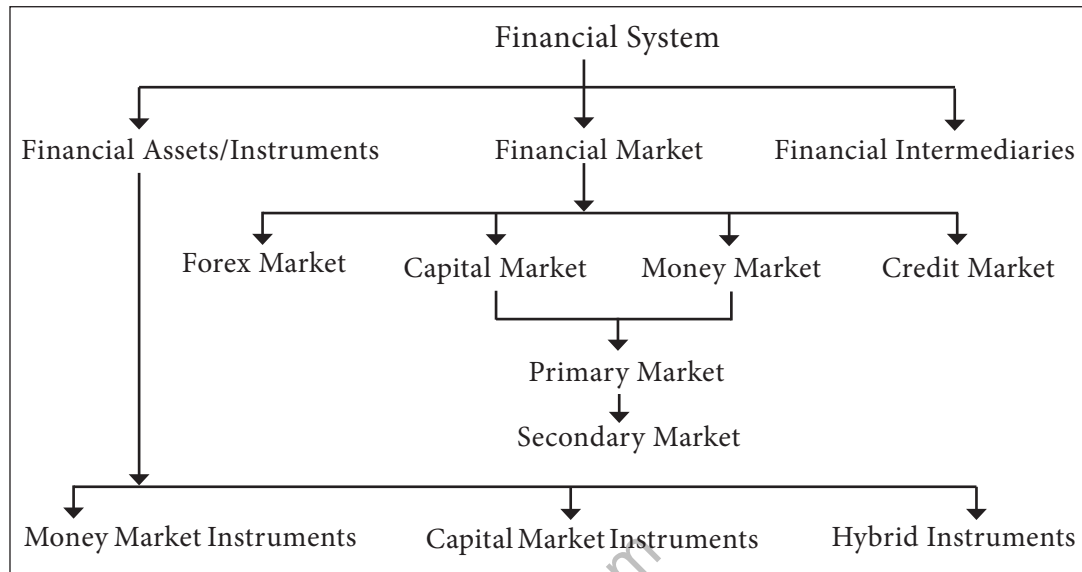 Financial System
Financial Assets/Instruments Financial Market Financial Intermediaries
Forex Market Capital Market Money Market Credit Market
Primary Market
Secondary Market
Money Market Instruments Capital Market Instruments Hybrid Instruments
m